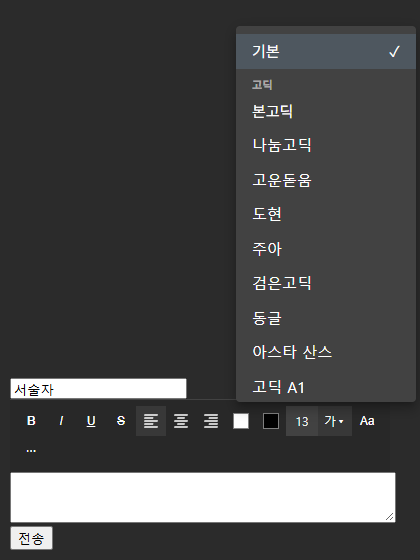 기본 ✓
고딕
본고딕
나눔고딕
고운돋움
도현
주아
검은고딕
동글
아스타 산스
고딕 A1
서술자
B I U S 13 가 Aa
...
전송